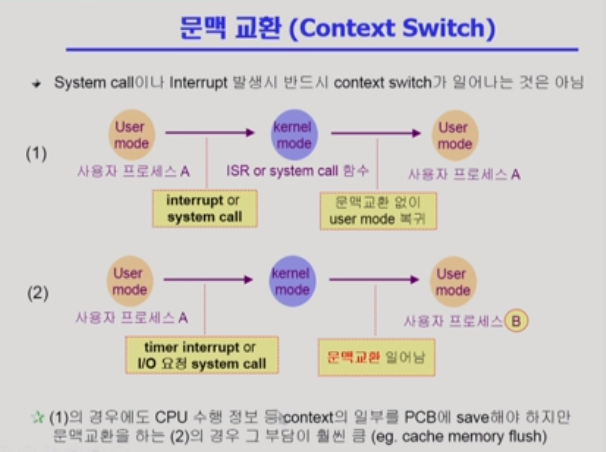 문맥 교환 (Context Switch)
System call이나 Interrupt 발생시 반드시 context switch가 일어나는 것은 아님
(1)
User mode
사용자 프로세스 A
interrupt or
system call
kernel mode
ISR or system call 함수
문맥교환 없이
user mode 복귀
User mode
사용자 프로세스 A
(2)
User mode
사용자 프로세스 A
timer interrupt or
I/O 요청 system call
kernel mode
문맥교환 일어남
User mode
사용자 프로세스 B
(1)의 경우에도 CPU 수행 정보 등 context의 일부를 PCB에 save해야 하지만
문맥교환을 하는 (2)의 경우 그 부담이 훨씬 큼 (eg. cache memory flush)